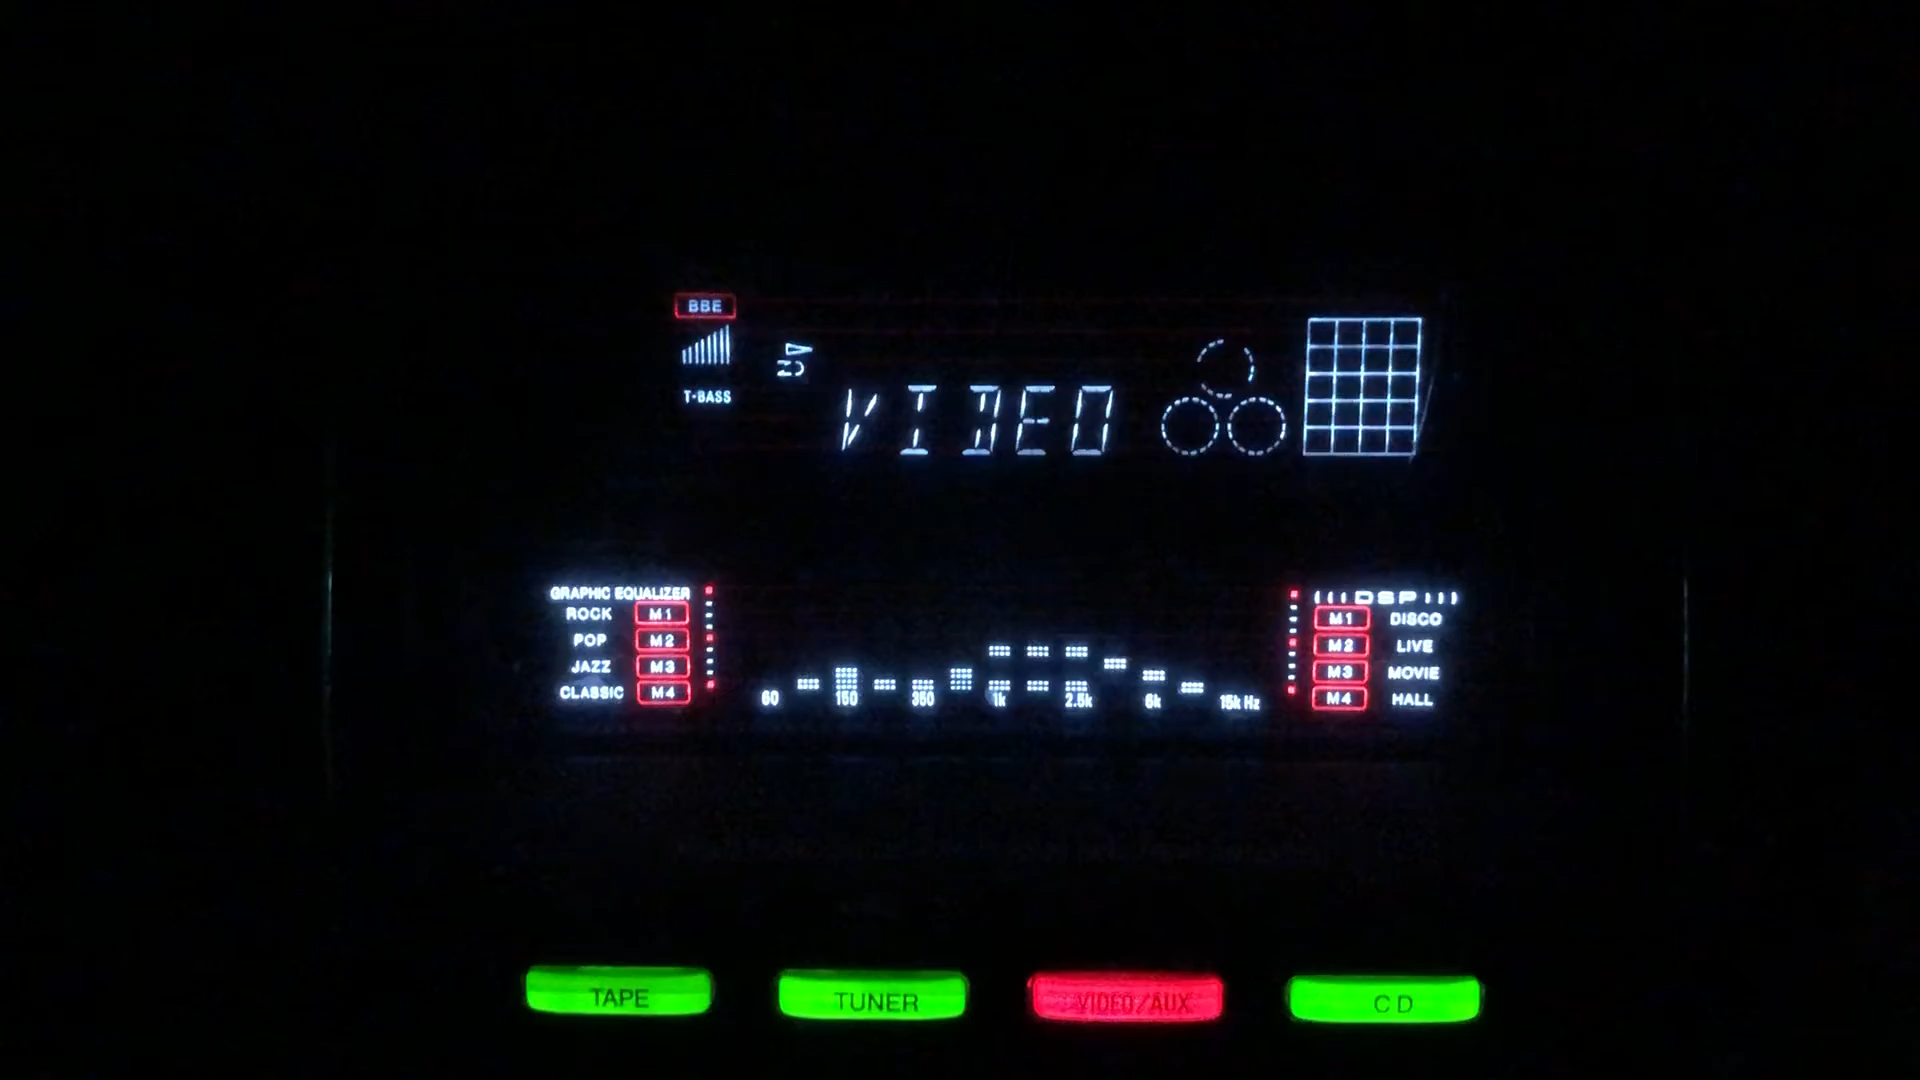 BBE
T-BASS
VIDEO
GRAPHIC EQUALIZER
ROCK M1
POP M2
JAZZ M3
CLASSIC M4
60 150 350 1k 2.5k 6k 15k Hz
DSP
M1 DISCO
M2 LIVE
M3 MOVIE
M4 HALL
TAPE
TUNER
VIDEO/AUX
CD